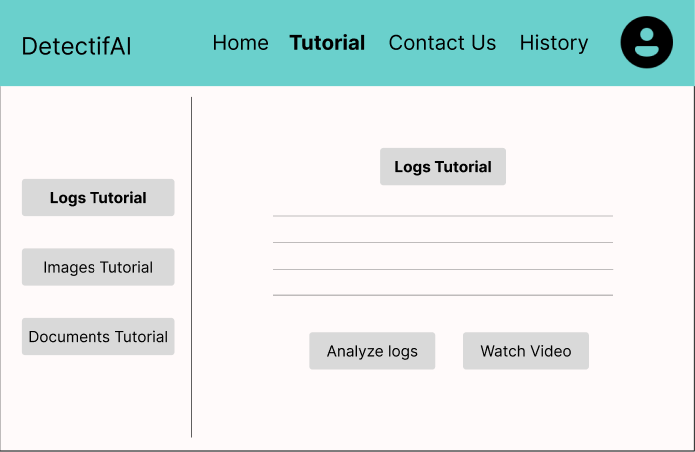 DetectifAI
Home Tutorial Contact Us History
Logs Tutorial
Images Tutorial
Documents Tutorial
Logs Tutorial
Analyze logs Watch Video